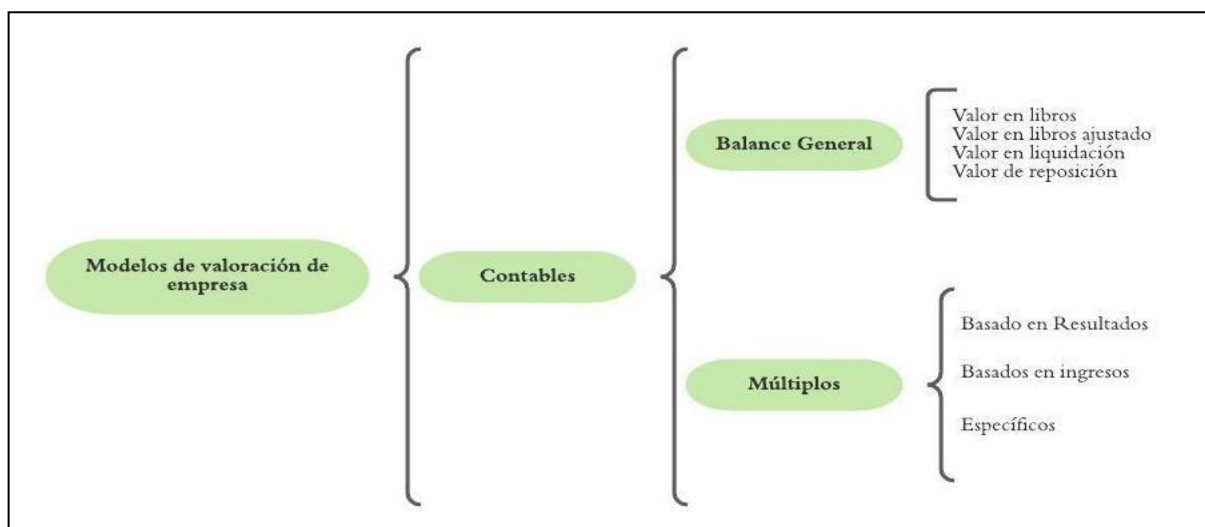 Modelos de valoración de
empresa
Contables
Balance General
Valor en libros
Valor en libros ajustado
Valor en liquidación
Valor de reposición
Múltiplos
Basado en Resultados
Basados en ingresos
Específicos